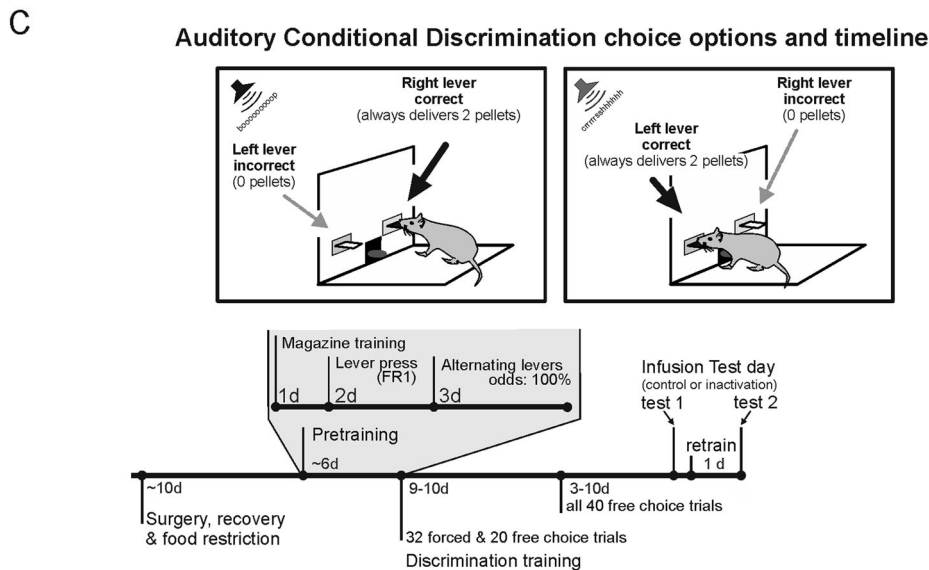 C
Auditory Conditional Discrimination choice options and timeline
booooooooop
Right lever
correct
(always delivers 2 pellets)
Left lever
incorrect
(0 pellets)
crrrrsshhhhh
Right lever
incorrect
(0 pellets)
Left lever
correct
(always delivers 2 pellets)
Magazine training
Lever press
(FR1)
Alternating levers
odds: 100%
1d
2d
3d
Infusion Test day
(control or inactivation)
test 1
test 2
Pretraining
~6d
retrain
1 d
~10d
9-10d
3-10d
all 40 free choice trials
Surgery, recovery
& food restriction
32 forced & 20 free choice trials
Discrimination training